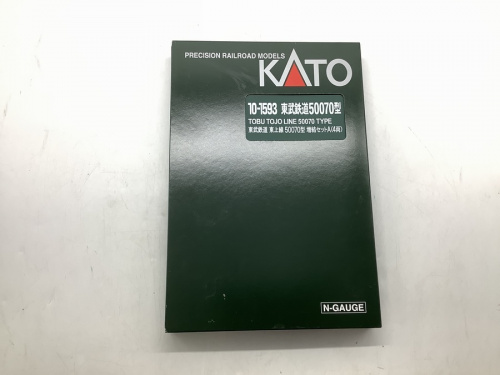 PRECISION RAILROAD MODELS
KATO
10-1593 東武鉄道50070型
TOBU TOJO LINE 50070 TYPE
東武鉄道 東上線 50070型 増結セットA(4両)
N-GAUGE